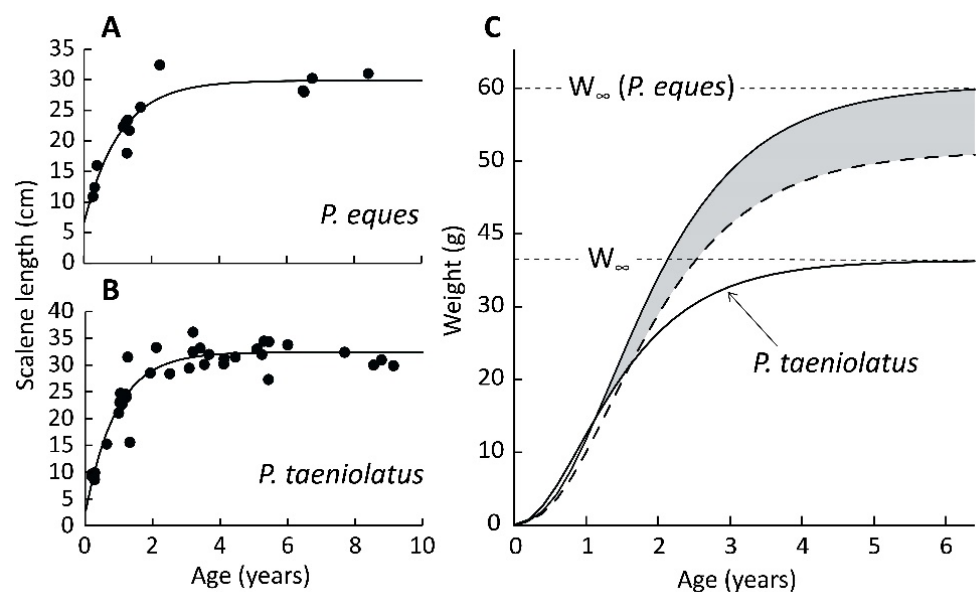 A
35
30
25
20
15
10
5
0
P. eques
B
40
35
30
25
20
15
10
5
0
P. taeniolatus
0 2 4 6 8 10
Age (years)
Scalene length (cm)
C
60
50
45
30
20
10
0
W∞ (P. eques)
W∞
P. taeniolatus
0 1 2 3 4 5 6
Age (years)
Weight (g)